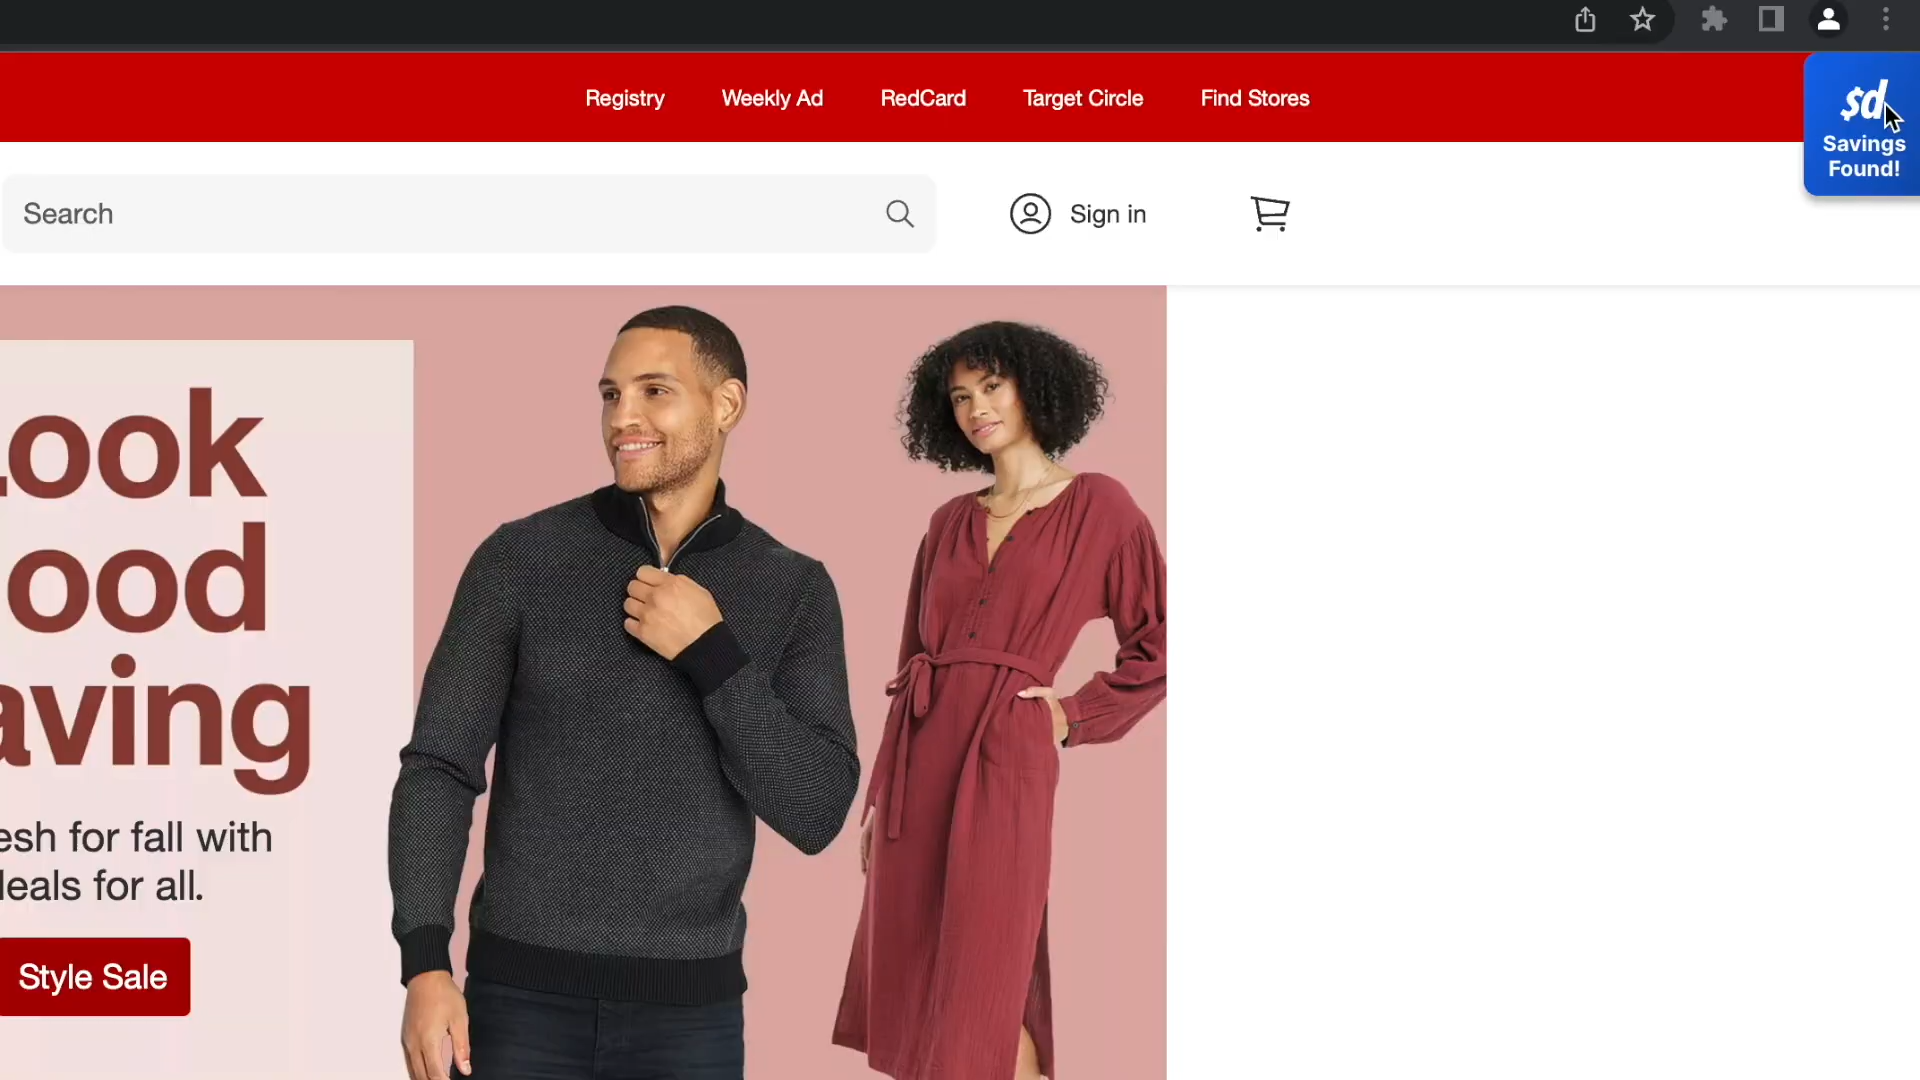 Registry Weekly Ad RedCard Target Circle Find Stores
$d
Savings
Found!
Search
Sign in
ook
ood
aving
esh for fall with
deals for all.
Style Sale